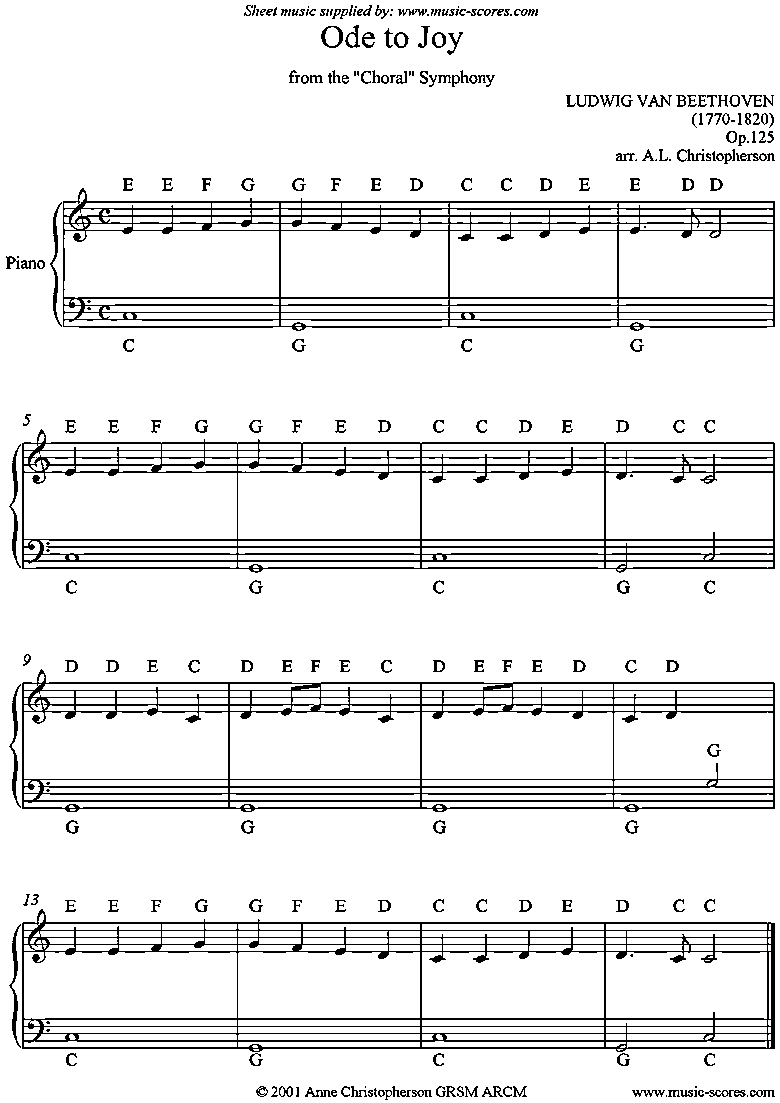 Sheet music supplied by: www.music-scores.com
Ode to Joy
from the "Choral" Symphony
LUDWIG VAN BEETHOVEN
(1770-1820)
Op.125
arr. A.L. Christopherson
E E F G G F E D C C D E E D D
Piano
C G C G
5
E E F G G F E D C C D E D C C
C G C G C
9
D D E C D E F E C D E F E D C D
G
G G G G
13
E E F G G F E D C C D E D C C
C G C G C
© 2001 Anne Christopherson GRSM ARCM
www.music-scores.com